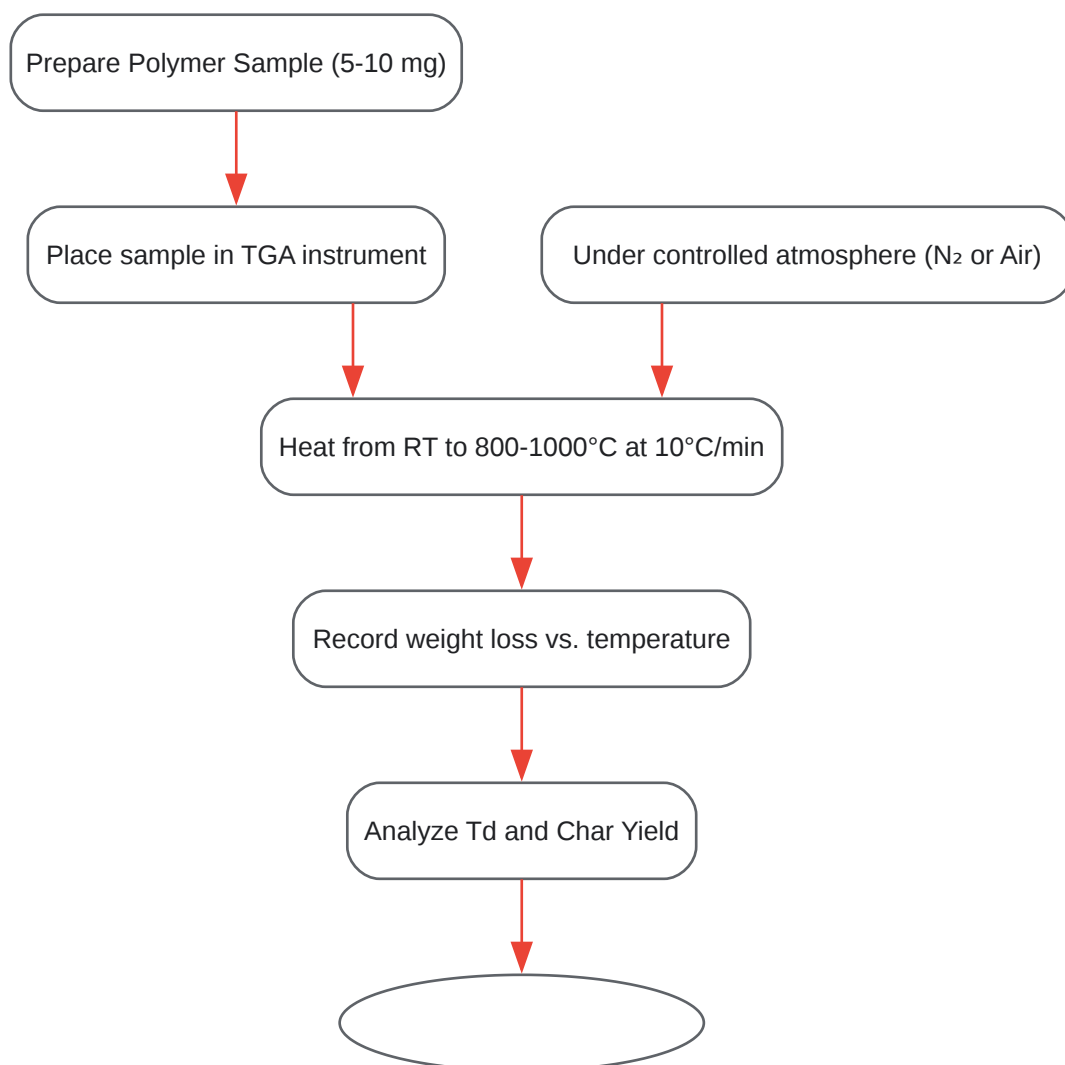 Prepare Polymer Sample (5-10 mg)
Place sample in TGA instrument
Under controlled atmosphere (N₂ or Air)
Heat from RT to 800-1000°C at 10°C/min
Record weight loss vs. temperature
Analyze Td and Char Yield